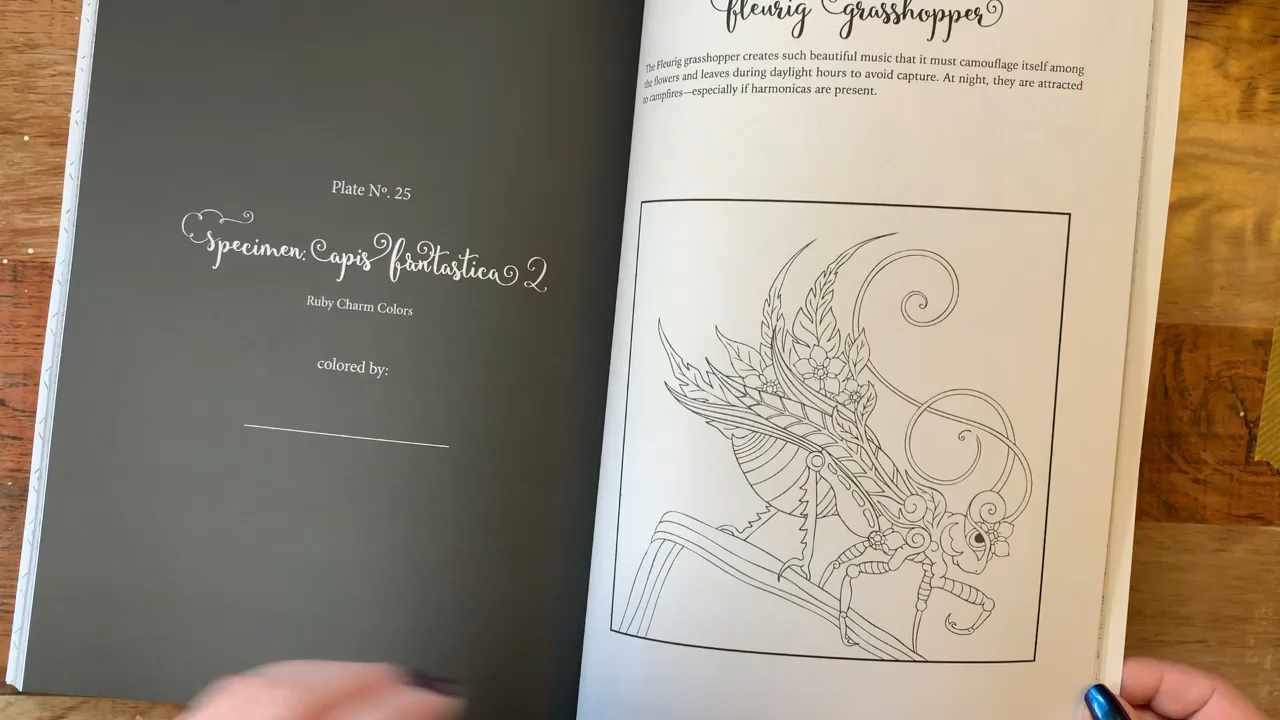 Plate Nº. 25
specimen: Capis fantastica 2
Ruby Charm Colors
colored by:
fleurig grasshopper
The Fleurig grasshopper creates such beautiful music that it must camouflage itself among
the flowers and leaves during daylight hours to avoid capture. At night, they are attracted
to campfires—especially if harmonicas are present.